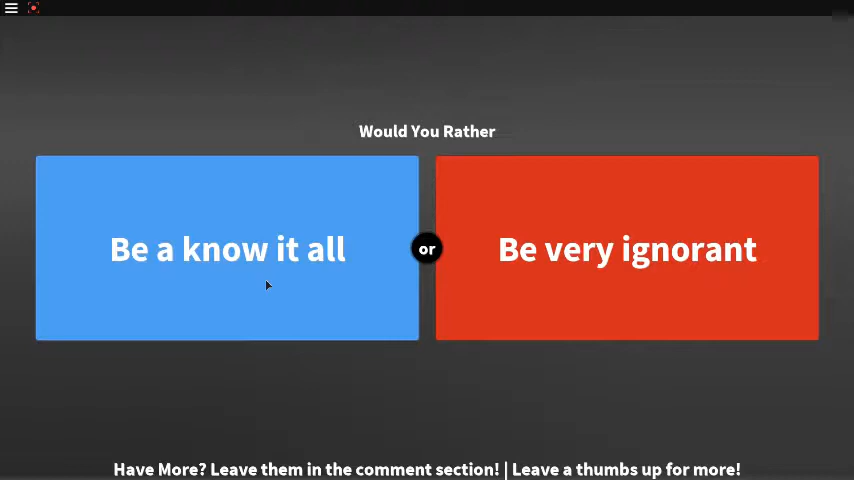 Would You Rather
Be a know it all
or
Be very ignorant
Have More? Leave them in the comment section! | Leave a thumbs up for more!